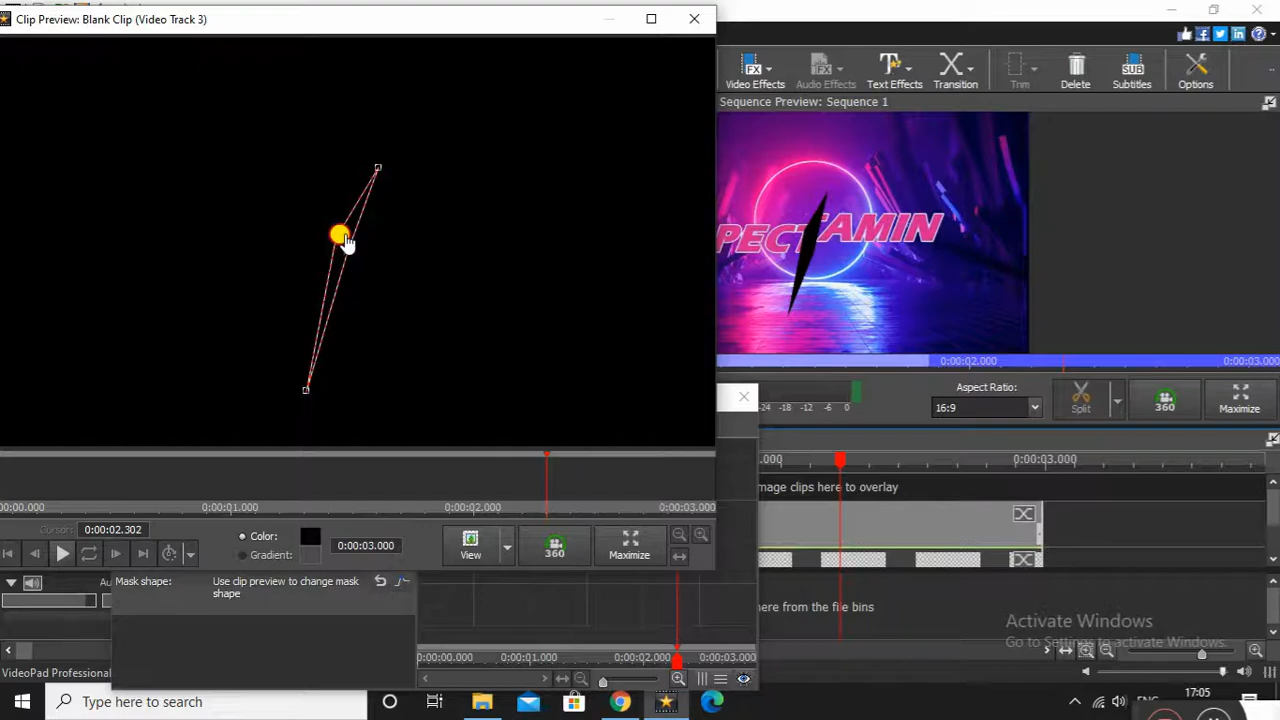 Clip Preview: Blank Clip (Video Track 3)
FX
FX
SUB
Video Effects
Audio Effects
Text Effects
Transition
Trim
Delete
Subtitles
Options
Sequence Preview: Sequence 1
PECTAMIN
0:00:02.000
0:00:03.000
-24 -18 -12 -6 0
Aspect Ratio:
16:9
Split
360
Maximize
.000
0:00:03.000
mage clips here to overlay
here from the file bins
00:00.000
0:00:01.000
0:00:02.000
0:00:03.000
Cursors:
0:00:02.302
Color:
Gradient:
0:00:03.000
View
360
Maximize
Au
Mask shape:
Use clip preview to change mask
shape
0:00:00.000
0:00:01.000
0:00:02.000
0:00:03.000
Activate Windows
Go to Settings to activate Windows.
VideoPad Professional
Type here to search
ENG
17:05